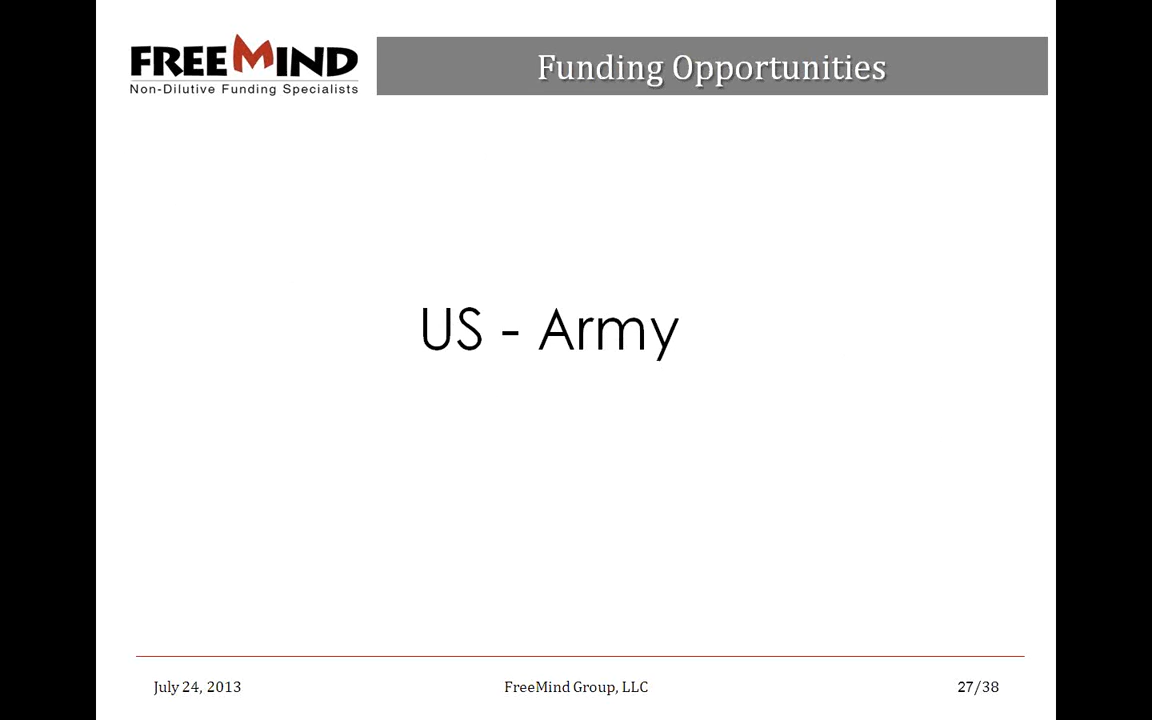 FREEMIND
Non-Dilutive Funding Specialists
Funding Opportunities
US - Army
July 24, 2013
FreeMind Group, LLC
27/38